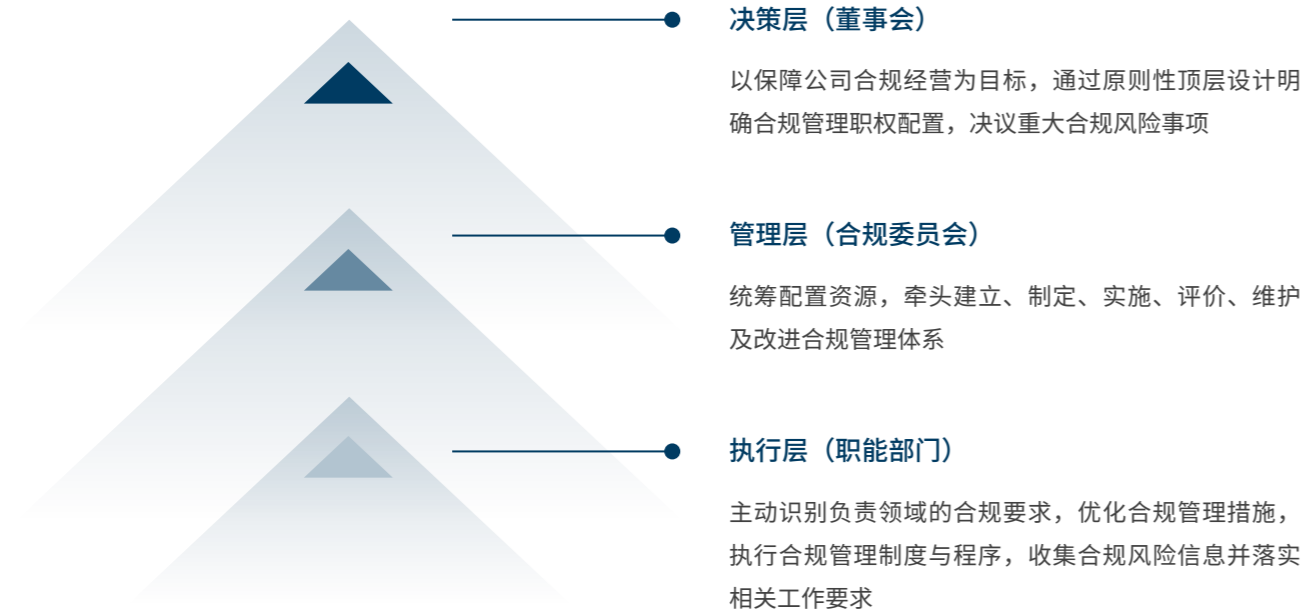 决策层（董事会）
以保障公司合规经营为目标，通过原则性顶层设计明
确合规管理职权配置，决议重大合规风险事项
管理层（合规委员会）
统筹配置资源，牵头建立、制定、实施、评价、维护
及改进合规管理体系
执行层（职能部门）
主动识别负责领域的合规要求，优化合规管理措施，
执行合规管理制度与程序，收集合规风险信息并落实
相关工作要求